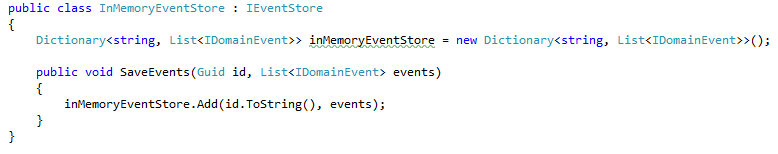 public class InMemoryEventStore : IEventStore
{
    Dictionary<string, List<IDomainEvent>> inMemoryEventStore = new Dictionary<string, List<IDomainEvent>>();

    public void SaveEvents(Guid id, List<IDomainEvent> events)
    {
        inMemoryEventStore.Add(id.ToString(), events);
    }
}